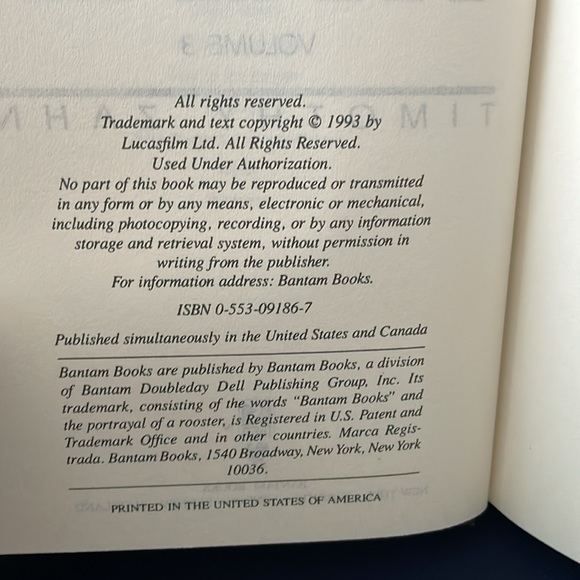 VOLUME 3
TIMOTHY ZAHN
All rights reserved.
Trademark and text copyright © 1993 by
Lucasfilm Ltd. All Rights Reserved.
Used Under Authorization.
No part of this book may be reproduced or transmitted
in any form or by any means, electronic or mechanical,
including photocopying, recording, or by any information
storage and retrieval system, without permission in
writing from the publisher.
For information address: Bantam Books.
ISBN 0-553-09186-7
Published simultaneously in the United States and Canada
Bantam Books are published by Bantam Books, a division
of Bantam Doubleday Dell Publishing Group, Inc. Its
trademark, consisting of the words “Bantam Books” and
the portrayal of a rooster, is Registered in U.S. Patent and
Trademark Office and in other countries. Marca Regis-
trada. Bantam Books, 1540 Broadway, New York, New York
10036.
PRINTED IN THE UNITED STATES OF AMERICA